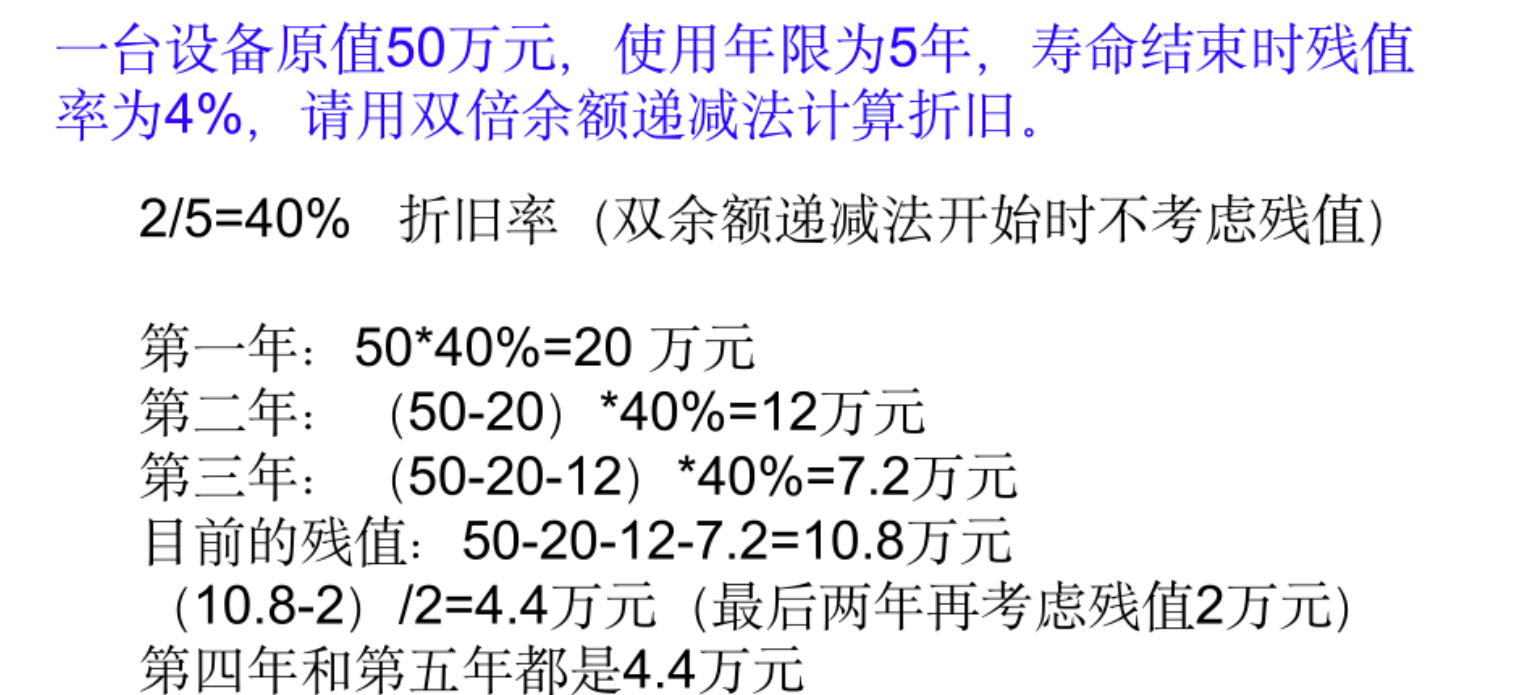 一台设备原值50万元，使用年限为5年，寿命结束时残值
率为4%，请用双倍余额递减法计算折旧。
2/5=40% 折旧率（双余额递减法开始时不考虑残值）
第一年：50*40%=20 万元
第二年：（50-20）*40%=12万元
第三年：（50-20-12）*40%=7.2万元
目前的残值：50-20-12-7.2=10.8万元
（10.8-2）/2=4.4万元（最后两年再考虑残值2万元）
第四年和第五年都是4.4万元